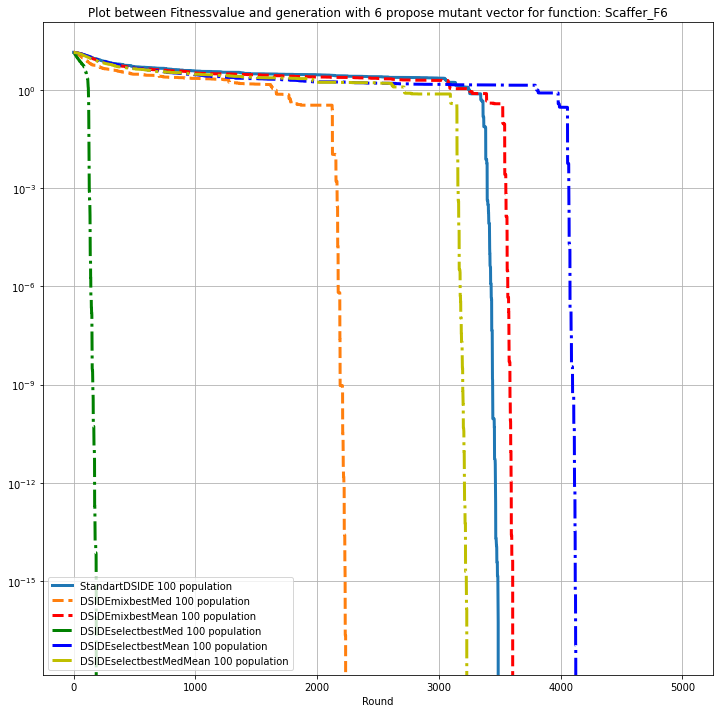 Plot between Fitnessvalue and generation with 6 propose mutant vector for function: Scaffer_F6
10⁰
10⁻³
10⁻⁶
10⁻⁹
10⁻¹²
10⁻¹⁵
StandartDSIDE 100 population
DSIDEmixbestMed 100 population
DSIDEmixbestMean 100 population
DSIDEselectbestMed 100 population
DSIDEselectbestMean 100 population
DSIDEselectbestMedMean 100 population
0 1000 2000 3000 4000 5000
Round